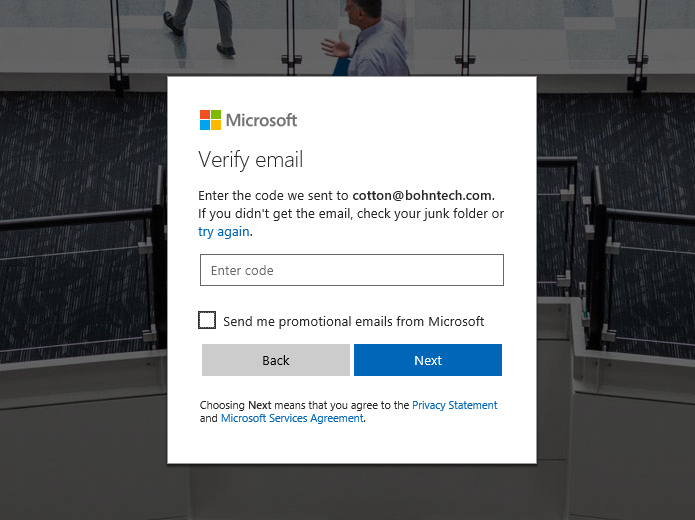 Microsoft
Verify email
Enter the code we sent to cotton@bohntech.com.
If you didn't get the email, check your junk folder or
try again.
Enter code
Send me promotional emails from Microsoft
Back
Next
Choosing Next means that you agree to the Privacy Statement
and Microsoft Services Agreement.